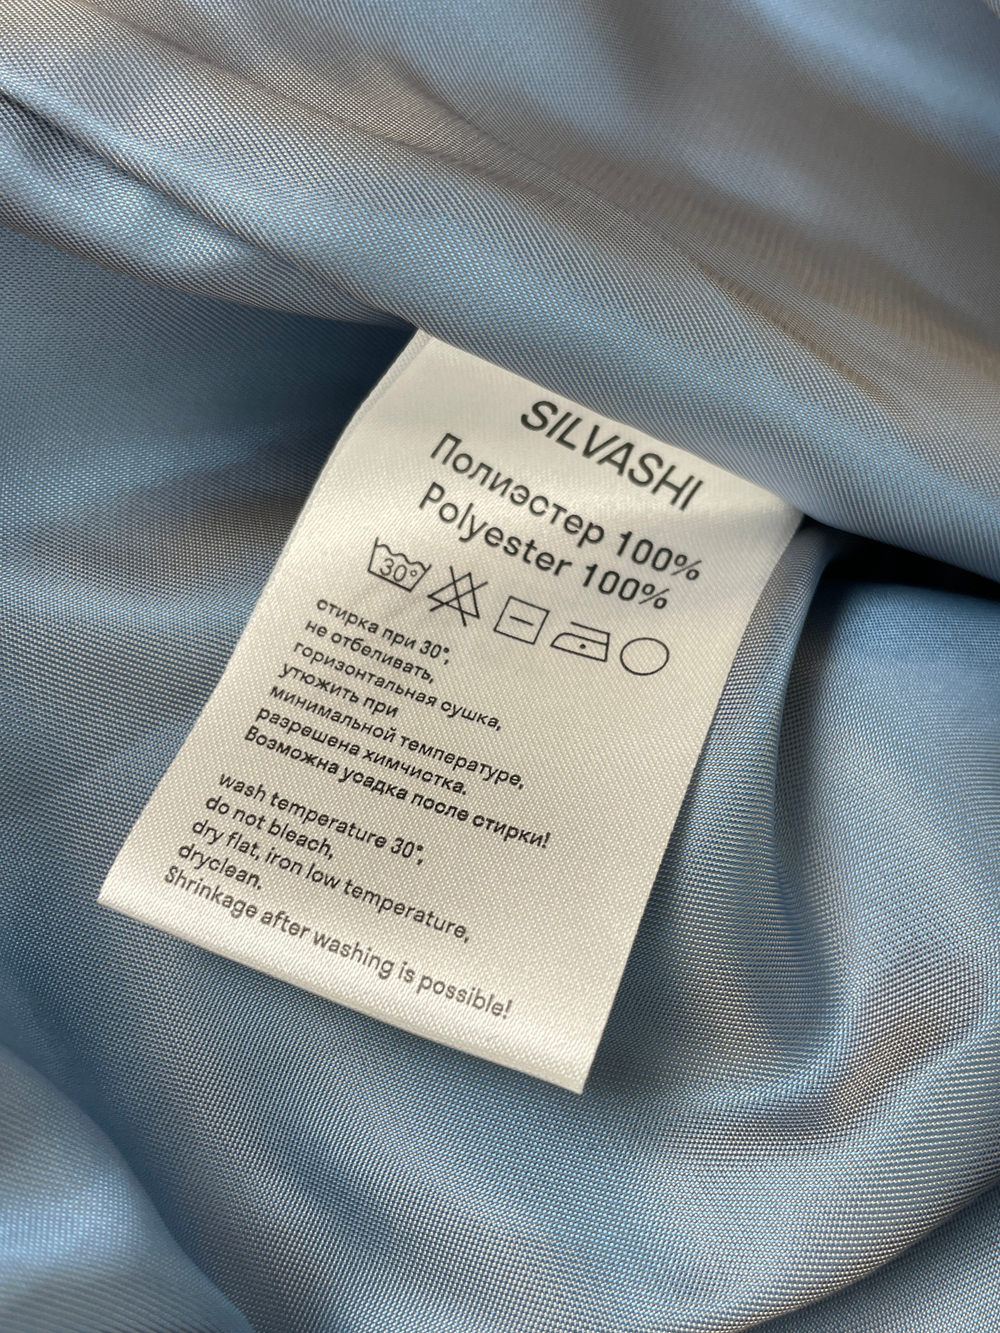 SILVASHI
Полиэстер 100%
Polyester 100%
30°
стирка при 30°,
не отбеливать,
горизонтальная сушка,
утюжить при
минимальной температуре,
разрешена химчистка.
Возможна усадка после стирки!
wash temperature 30°,
do not bleach,
dry flat, iron low temperature,
dryclean.
Shrinkage after washing is possible!